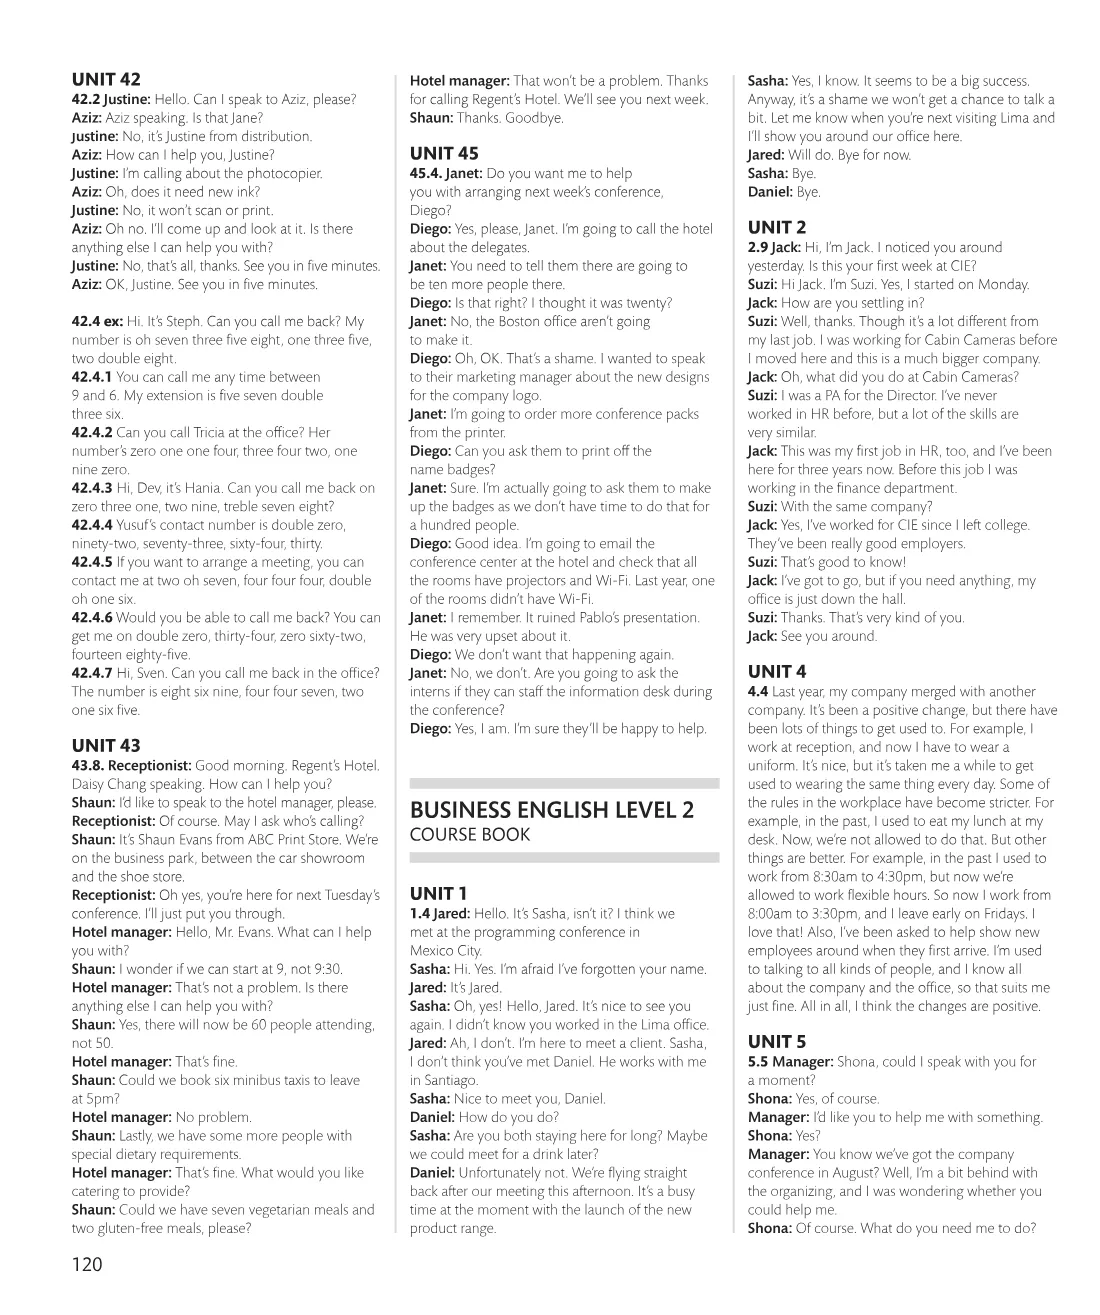 UNIT 42
42.2 Justine: Hello. Can I speak to Aziz, please?
Aziz: Aziz speaking. Is that Jane?
Justine: No, it's Justine from distribution.
Aziz: How can I help you, Justine?
Justine: I'm calling about the photocopier.
Aziz: Oh, does it need new ink?
Justine: No, it won't scan or print.
Aziz: Oh no. I'll come up and look at it. Is there
anything else I can help you with?
Justine: No, that's all, thanks. See you in five minutes.
Aziz: OK, Justine. See you in five minutes.
42.4 ex: Hi. It's Steph. Can you call me back? My
number is oh seven three five eight, one three five,
two double eight.
42.4.1 You can call me any time between
9 and 6. My extension is five seven double
three six.
42.4.2 Can you call Tricia at the office? Her
number's zero one one four, three four two, one
nine zero.
42.4.3 Hi, Dev, it's Hania. Can you call me back on
zero three one, two nine, treble seven eight?
42.4.4 Yusuf's contact number is double zero,
ninety-two, seventy-three, sixty-four, thirty.
42.4.5 If you want to arrange a meeting, you can
contact me at two oh seven, four four four, double
oh one six.
42.4.6 Would you be able to call me back? You can
get me on double zero, thirty-four, zero sixty-two,
fourteen eighty-five.
42.4.7 Hi, Sven. Can you call me back in the office?
The number is eight six nine, four four seven, two
one six five.
UNIT 43
43.8. Receptionist: Good morning. Regent's Hotel.
Daisy Chang speaking. How can I help you?
Shaun: I'd like to speak to the hotel manager, please.
Receptionist: Of course. May I ask who's calling?
Shaun: It's Shaun Evans from ABC Print Store. We're
on the business park, between the car showroom
and the shoe store.
Receptionist: Oh yes, you're here for next Tuesday's
conference. I'll just put you through.
Hotel manager: Hello, Mr. Evans. What can I help
you with?
Shaun: I wonder if we can start at 9, not 9:30.
Hotel manager: That's not a problem. Is there
anything else I can help you with?
Shaun: Yes, there will now be 60 people attending,
not 50.
Hotel manager: That's fine.
Shaun: Could we book six minibus taxis to leave
at 5pm?
Hotel manager: No problem.
Shaun: Lastly, we have some more people with
special dietary requirements.
Hotel manager: That's fine. What would you like
catering to provide?
Shaun: Could we have seven vegetarian meals and
two gluten-free meals, please?
Hotel manager: That won't be a problem. Thanks
for calling Regent's Hotel. We'll see you next week.
Shaun: Thanks. Goodbye.
UNIT 45
45.4. Janet: Do you want me to help
you with arranging next week's conference,
Diego?
Diego: Yes, please, Janet. I'm going to call the hotel
about the delegates.
Janet: You need to tell them there are going to
be ten more people there.
Diego: Is that right? I thought it was twenty?
Janet: No, the Boston office aren't going
to make it.
Diego: Oh, OK. That's a shame. I wanted to speak
to their marketing manager about the new designs
for the company logo.
Janet: I'm going to order more conference packs
from the printer.
Diego: Can you ask them to print off the
name badges?
Janet: Sure. I'm actually going to ask them to make
up the badges as we don't have time to do that for
a hundred people.
Diego: Good idea. I'm going to email the
conference center at the hotel and check that all
the rooms have projectors and Wi-Fi. Last year, one
of the rooms didn't have Wi-Fi.
Janet: I remember. It ruined Pablo's presentation.
He was very upset about it.
Diego: We don't want that happening again.
Janet: No, we don't. Are you going to ask the
interns if they can staff the information desk during
the conference?
Diego: Yes, I am. I'm sure they'll be happy to help.
BUSINESS ENGLISH LEVEL 2
COURSE BOOK
UNIT 1
1.4 Jared: Hello. It's Sasha, isn't it? I think we
met at the programming conference in
Mexico City.
Sasha: Hi. Yes. I'm afraid I've forgotten your name.
Jared: It's Jared.
Sasha: Oh, yes! Hello, Jared. It's nice to see you
again. I didn't know you worked in the Lima office.
Jared: Ah, I don't. I'm here to meet a client. Sasha,
I don't think you've met Daniel. He works with me
in Santiago.
Sasha: Nice to meet you, Daniel.
Daniel: How do you do?
Sasha: Are you both staying here for long? Maybe
we could meet for a drink later?
Daniel: Unfortunately not. We're flying straight
back after our meeting this afternoon. It's a busy
time at the moment with the launch of the new
product range.
Sasha: Yes, I know. It seems to be a big success.
Anyway, it's a shame we won't get a chance to talk a
bit. Let me know when you're next visiting Lima and
I'll show you around our office here.
Jared: Will do. Bye for now.
Sasha: Bye.
Daniel: Bye.
UNIT 2
2.9 Jack: Hi, I'm Jack. I noticed you around
yesterday. Is this your first week at CIE?
Suzi: Hi Jack. I'm Suzi. Yes, I started on Monday.
Jack: How are you settling in?
Suzi: Well, thanks. Though it's a lot different from
my last job. I was working for Cabin Cameras before
I moved here and this is a much bigger company.
Jack: Oh, what did you do at Cabin Cameras?
Suzi: I was a PA for the Director. I've never
worked in HR before, but a lot of the skills are
very similar.
Jack: This was my first job in HR, too, and I've been
here for three years now. Before this job I was
working in the finance department.
Suzi: With the same company?
Jack: Yes, I've worked for CIE since I left college.
They've been really good employers.
Suzi: That's good to know!
Jack: I've got to go, but if you need anything, my
office is just down the hall.
Suzi: Thanks. That's very kind of you.
Jack: See you around.
UNIT 4
4.4 Last year, my company merged with another
company. It's been a positive change, but there have
been lots of things to get used to. For example, I
work at reception, and now I have to wear a
uniform. It's nice, but it's taken me a while to get
used to wearing the same thing every day. Some of
the rules in the workplace have become stricter. For
example, in the past, I used to eat my lunch at my
desk. Now, we're not allowed to do that. But other
things are better. For example, in the past I used to
work from 8:30am to 4:30pm, but now we're
allowed to work flexible hours. So now I work from
8:00am to 3:30pm, and I leave early on Fridays. I
love that! Also, I've been asked to help show new
employees around when they first arrive. I'm used
to talking to all kinds of people, and I know all
about the company and the office, so that suits me
just fine. All in all, I think the changes are positive.
UNIT 5
5.5 Manager: Shona, could I speak with you for
a moment?
Shona: Yes, of course.
Manager: I'd like you to help me with something.
Shona: Yes?
Manager: You know we've got the company
conference in August? Well, I'm a bit behind with
the organizing, and I was wondering whether you
could help me.
Shona: Of course. What do you need me to do?
120